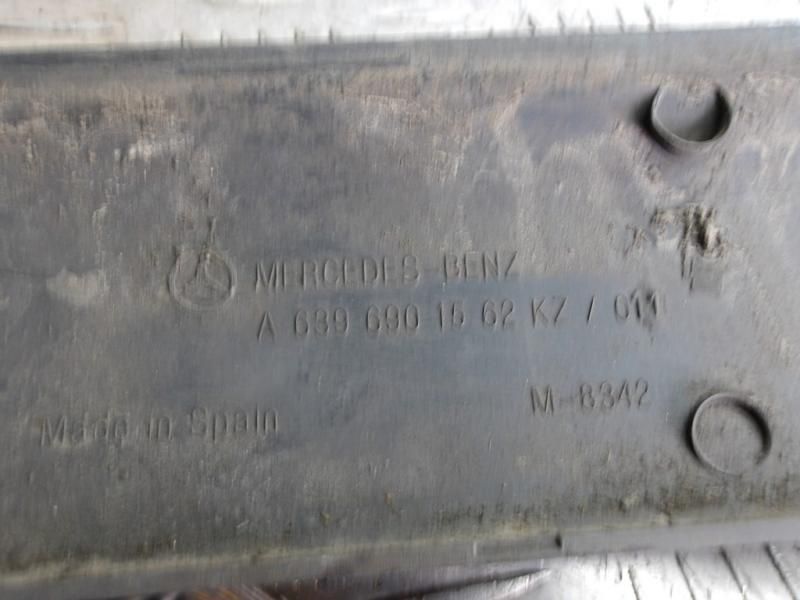 MERCEDES-BENZ
A 639 690 15 62 KZ / 011
Made in Spain
M-8342